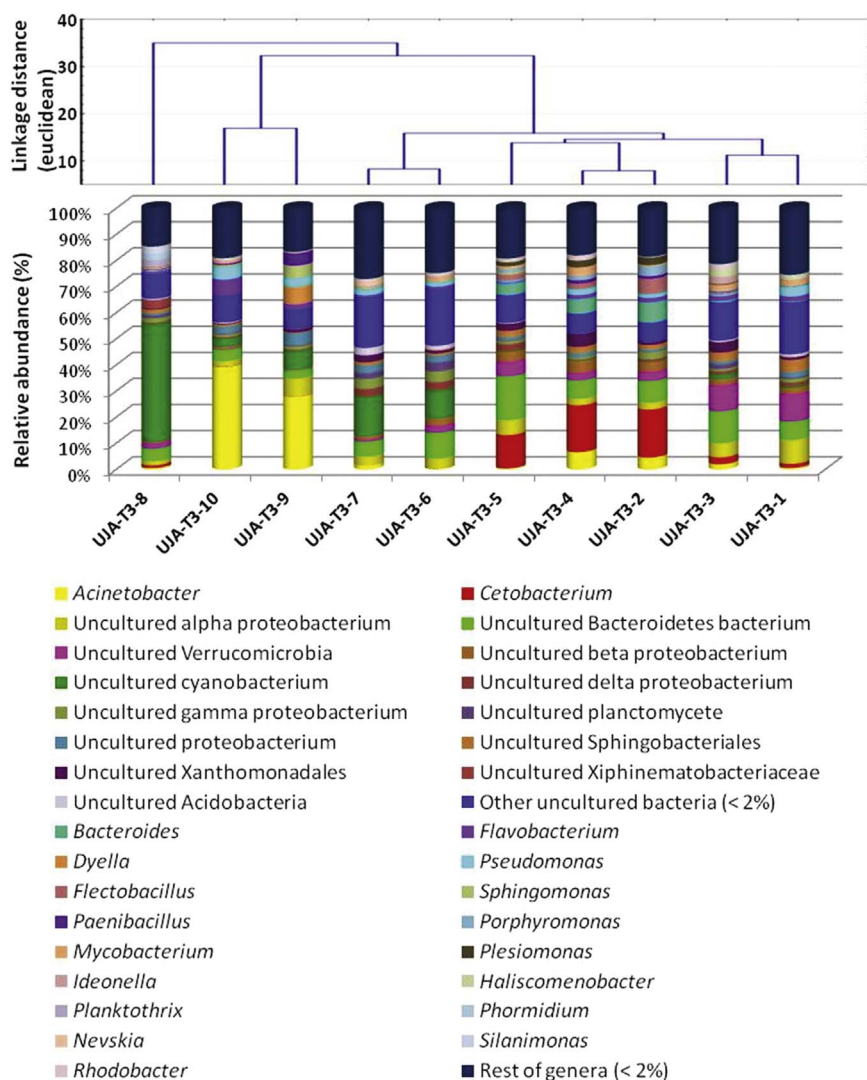 Linkage distance
(euclidean)
40
30
20
10
Relative abundance (%)
100%
90%
80%
70%
60%
50%
40%
30%
20%
10%
0%
UJA-T3-8
UJA-T3-10
UJA-T3-9
UJA-T3-7
UJA-T3-6
UJA-T3-5
UJA-T3-4
UJA-T3-2
UJA-T3-3
UJA-T3-1
Acinetobacter
Cetobacterium
Uncultured alpha proteobacterium
Uncultured Bacteroidetes bacterium
Uncultured Verrucomicrobia
Uncultured beta proteobacterium
Uncultured cyanobacterium
Uncultured delta proteobacterium
Uncultured gamma proteobacterium
Uncultured planctomycete
Uncultured proteobacterium
Uncultured Sphingobacteriales
Uncultured Xanthomonadales
Uncultured Xiphinematobacteriaceae
Uncultured Acidobacteria
Other uncultured bacteria (< 2%)
Bacteroides
Flavobacterium
Dyella
Pseudomonas
Flectobacillus
Sphingomonas
Paenibacillus
Porphyromonas
Mycobacterium
Plesiomonas
Ideonella
Haliscomenobacter
Planktothrix
Phormidium
Nevskia
Silanimonas
Rhodobacter
Rest of genera (< 2%)